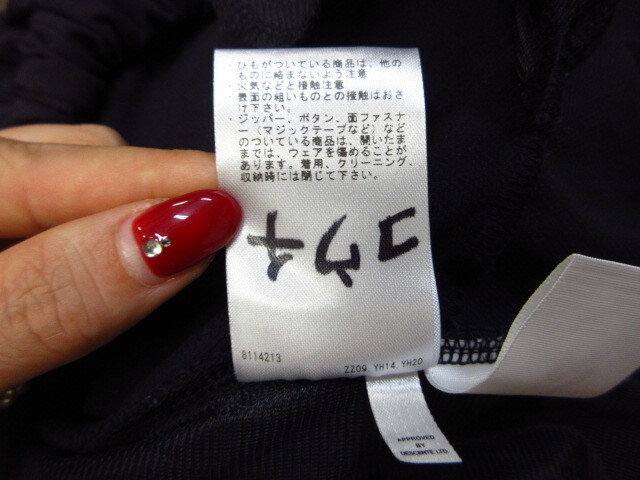 ・ひもがついている商品は、他の
ものに絡まないよう注意
・火気などと接触注意
・表面の粗いものとの接触はおさ
け下さい。
・ジッパー、ボタン、面ファスナ
ー（マジックテープなど）など
のついている商品は、開いたま
までは、ウェアを傷めることが
あります。着用、クリーニング、
収納時には閉じて下さい。
8114213
ZZ09,YH14,YH20
APPROVED
BY
DESCENTE LTD.